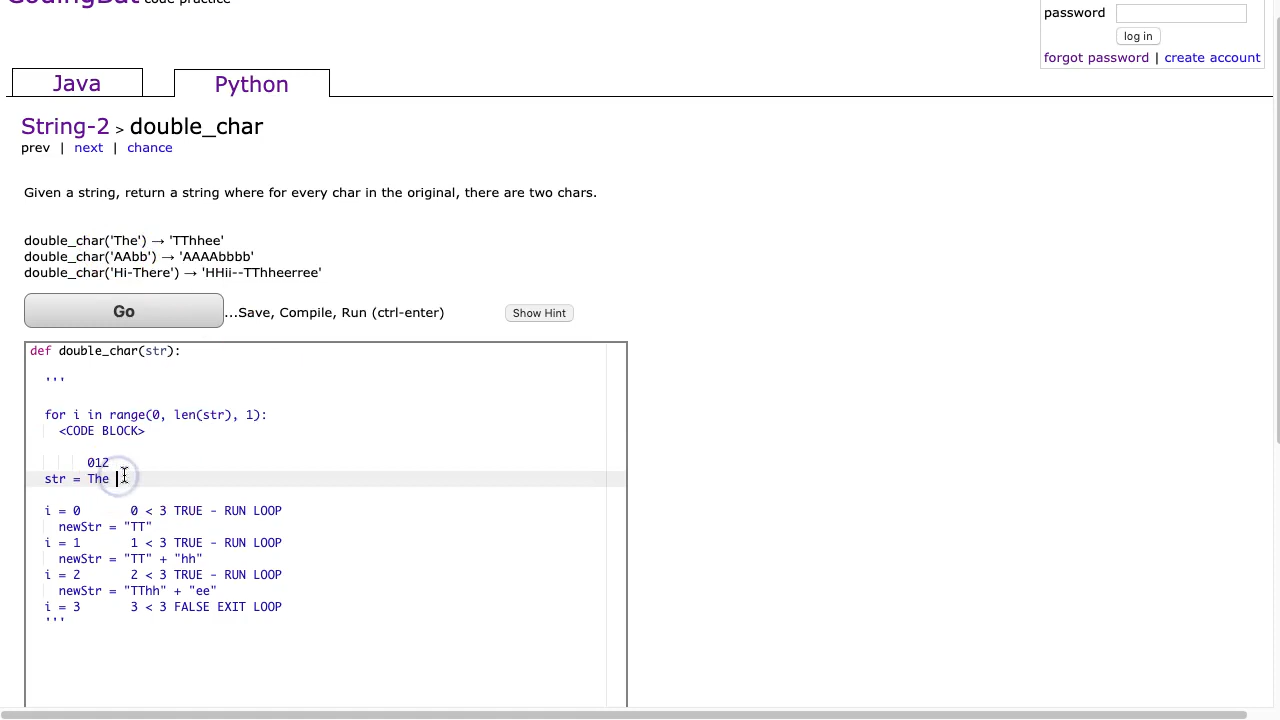 CodingBat code practice
password
log in
forgot password | create account
Java
Python
String-2 > double_char
prev | next | chance
Given a string, return a string where for every char in the original, there are two chars.
double_char('The') → 'TThhee'
double_char('AAbb') → 'AAAAbbbb'
double_char('Hi-There') → 'HHii--TThheerree'
Go
...Save, Compile, Run (ctrl-enter)
Show Hint
def double_char(str):
'''
for i in range(0, len(str), 1):
<CODE BLOCK>
012
str = The
i = 0 0 < 3 TRUE - RUN LOOP
newStr = "TT"
i = 1 1 < 3 TRUE - RUN LOOP
newStr = "TT" + "hh"
i = 2 2 < 3 TRUE - RUN LOOP
newStr = "TThh" + "ee"
i = 3 3 < 3 FALSE EXIT LOOP
'''